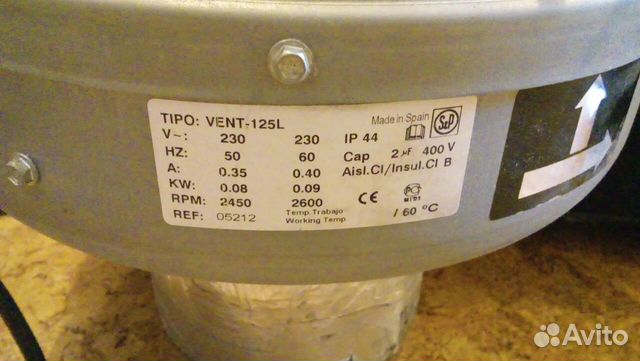 TIPO: VENT-125L Made in Spain S&P
V~: 230 230 IP 44
HZ: 50 60 Cap 2 µF 400 V
A: 0.35 0.40 Aisl.Cl/Insul.Cl B
KW: 0.08 0.09
RPM: 2450 2600
REF: 05212 Temp.Trabajo / 60 ºC
Working Temp
Avito